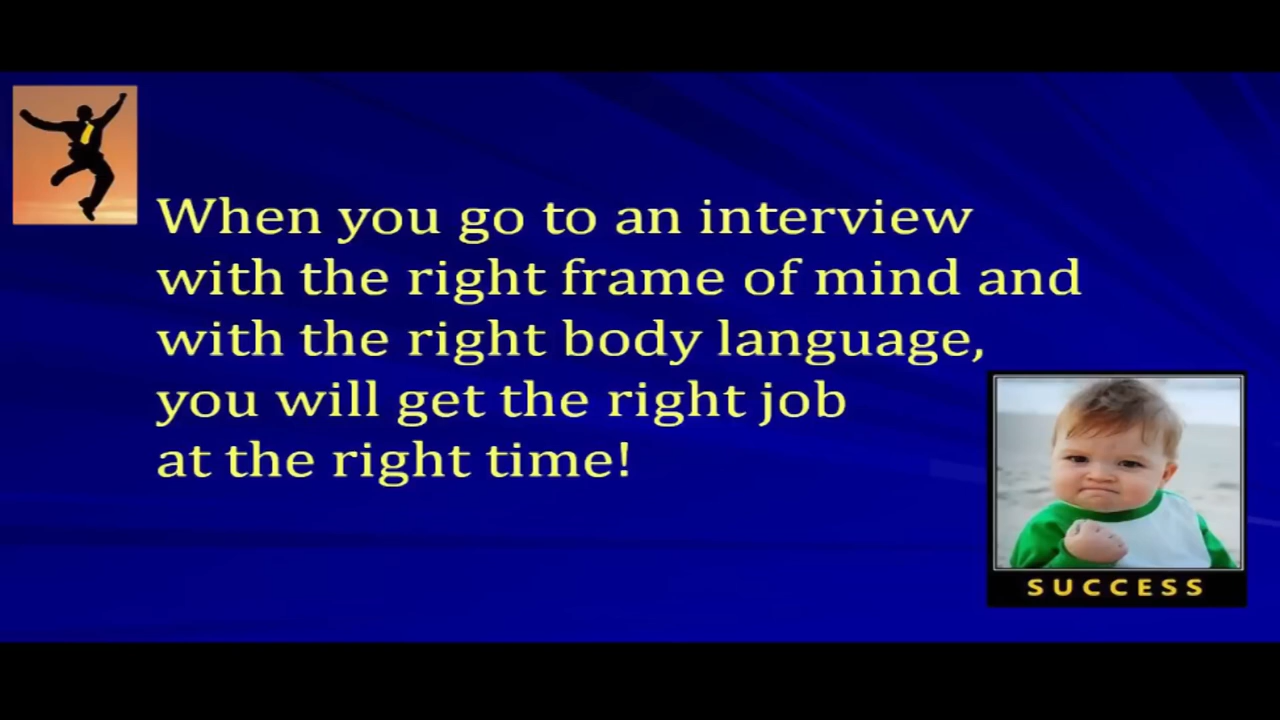 When you go to an interview
with the right frame of mind and
with the right body language,
you will get the right job
at the right time!
SUCCESS